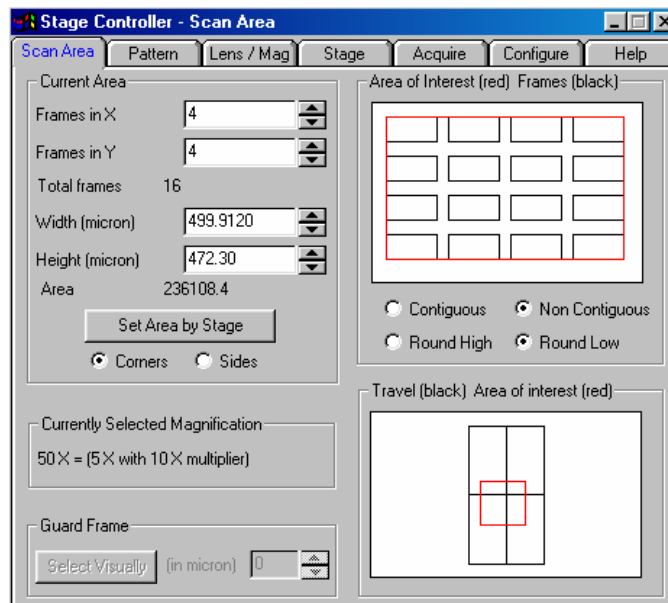 Stage Controller - Scan Area
Scan Area Pattern Lens / Mag Stage Acquire Configure Help
Current Area
Frames in X 4
Frames in Y 4
Total frames 16
Width (micron) 499.9120
Height (micron) 472.30
Area 236108.4
Set Area by Stage
Corners Sides
Currently Selected Magnification
50 X = (5 X with 10 X multiplier)
Guard Frame
Select Visually (in micron) 0
Area of Interest (red) Frames (black)
Contiguous Non Contiguous
Round High Round Low
Travel (black) Area of interest (red)